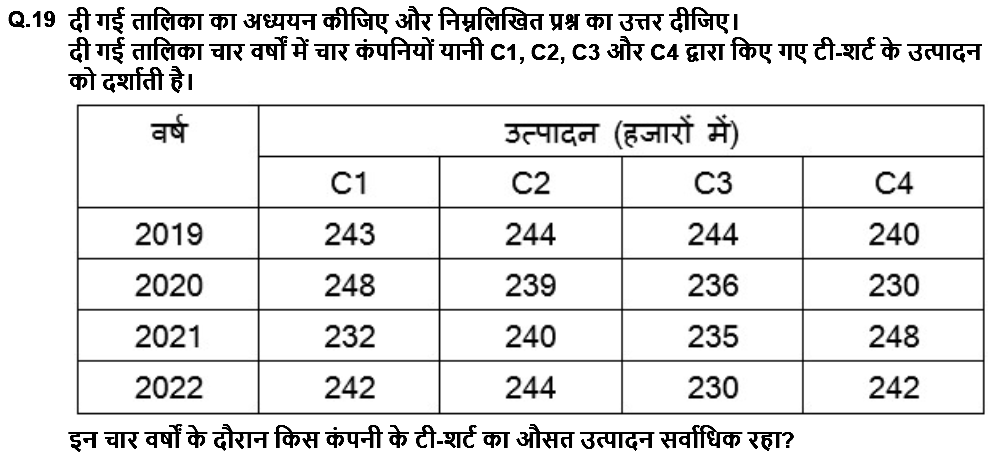 Q.19 दी गई तालिका का अध्ययन कीजिए और निम्नलिखित प्रश्न का उत्तर दीजिए।
दी गई तालिका चार वर्षों में चार कंपनियों यानी C1, C2, C3 और C4 द्वारा किए गए टी-शर्ट के उत्पादन
को दर्शाती है।
वर्ष उत्पादन (हजारों में)
C1 C2 C3 C4
2019 243 244 244 240
2020 248 239 236 230
2021 232 240 235 248
2022 242 244 230 242
इन चार वर्षों के दौरान किस कंपनी के टी-शर्ट का औसत उत्पादन सर्वाधिक रहा?